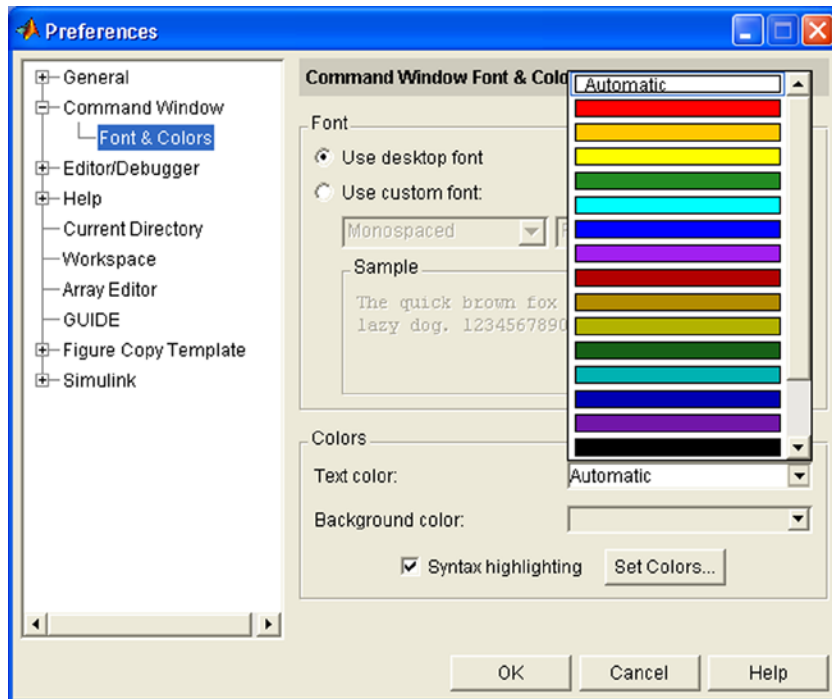 Preferences
General
Command Window
Font & Colors
Editor/Debugger
Help
Current Directory
Workspace
Array Editor
GUIDE
Figure Copy Template
Simulink
Command Window Font &
Automatic
Font
Use desktop font
Use custom font:
Monospaced
Sample
The quick brown fox
lazy dog. 1234567890
Colors
Text color:
Automatic
Background color:
Syntax highlighting
Set Colors...
OK
Cancel
Help